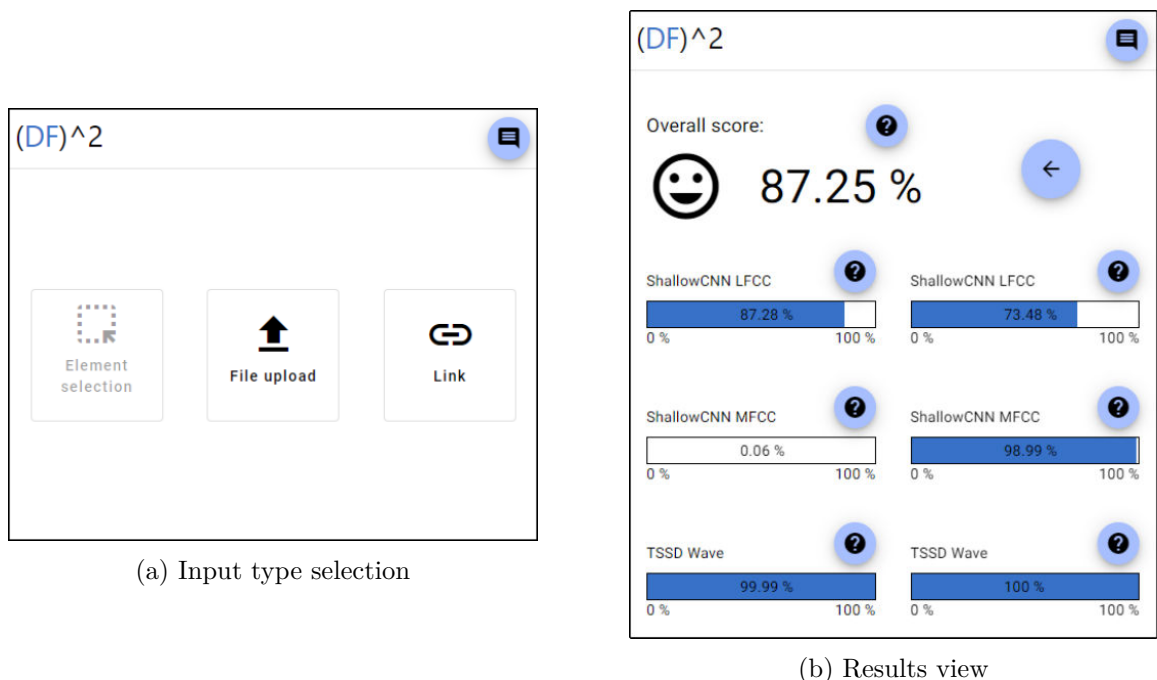 (DF)^2
Element
selection
File upload
Link
(a) Input type selection
(DF)^2
Overall score:
87.25 %
ShallowCNN LFCC
87.28 %
0 % 100 %
ShallowCNN LFCC
73.48 %
0 % 100 %
ShallowCNN MFCC
0.06 %
0 % 100 %
ShallowCNN MFCC
98.99 %
0 % 100 %
TSSD Wave
99.99 %
0 % 100 %
TSSD Wave
100 %
0 % 100 %
(b) Results view